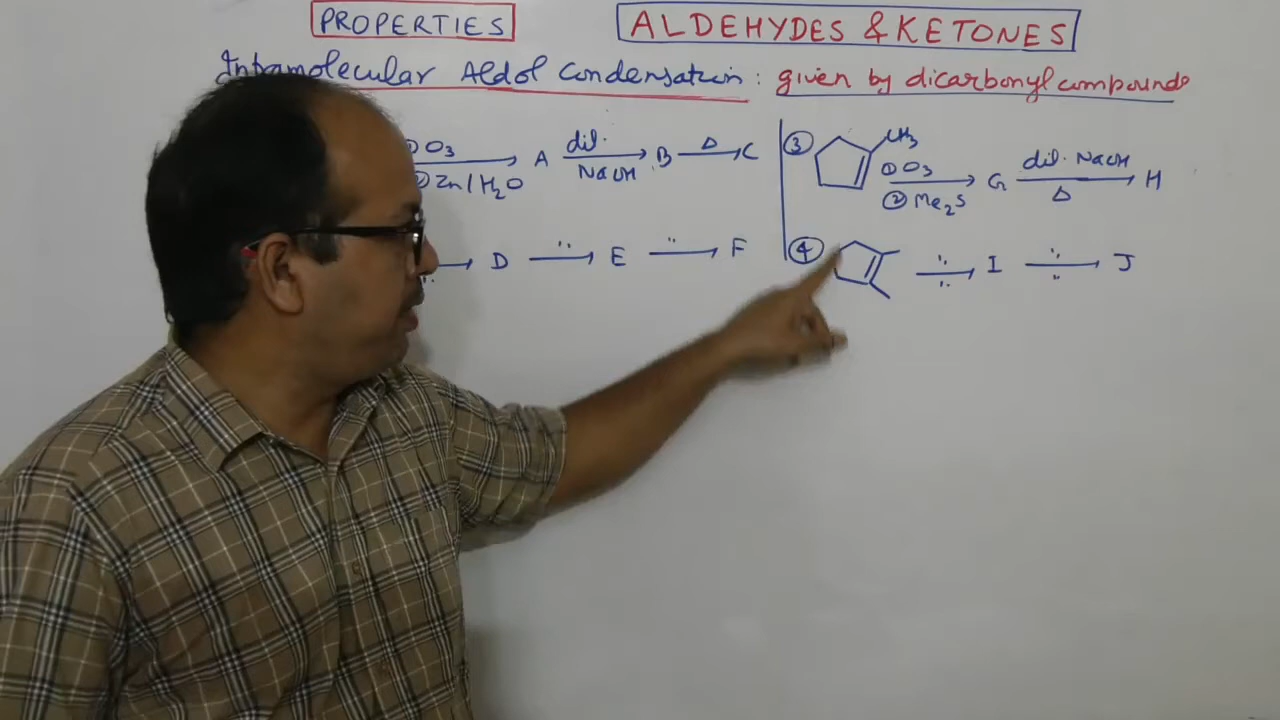 PROPERTIES
ALDEHYDES & KETONES
Intramolecular Aldol Condensation : given by dicarbonyl compounds
O3 A dil. NaOH B Δ C
Zn/H2O
D E F
③ CH3 ① O3 ② Me2S G dil. NaOH Δ H
④ I J